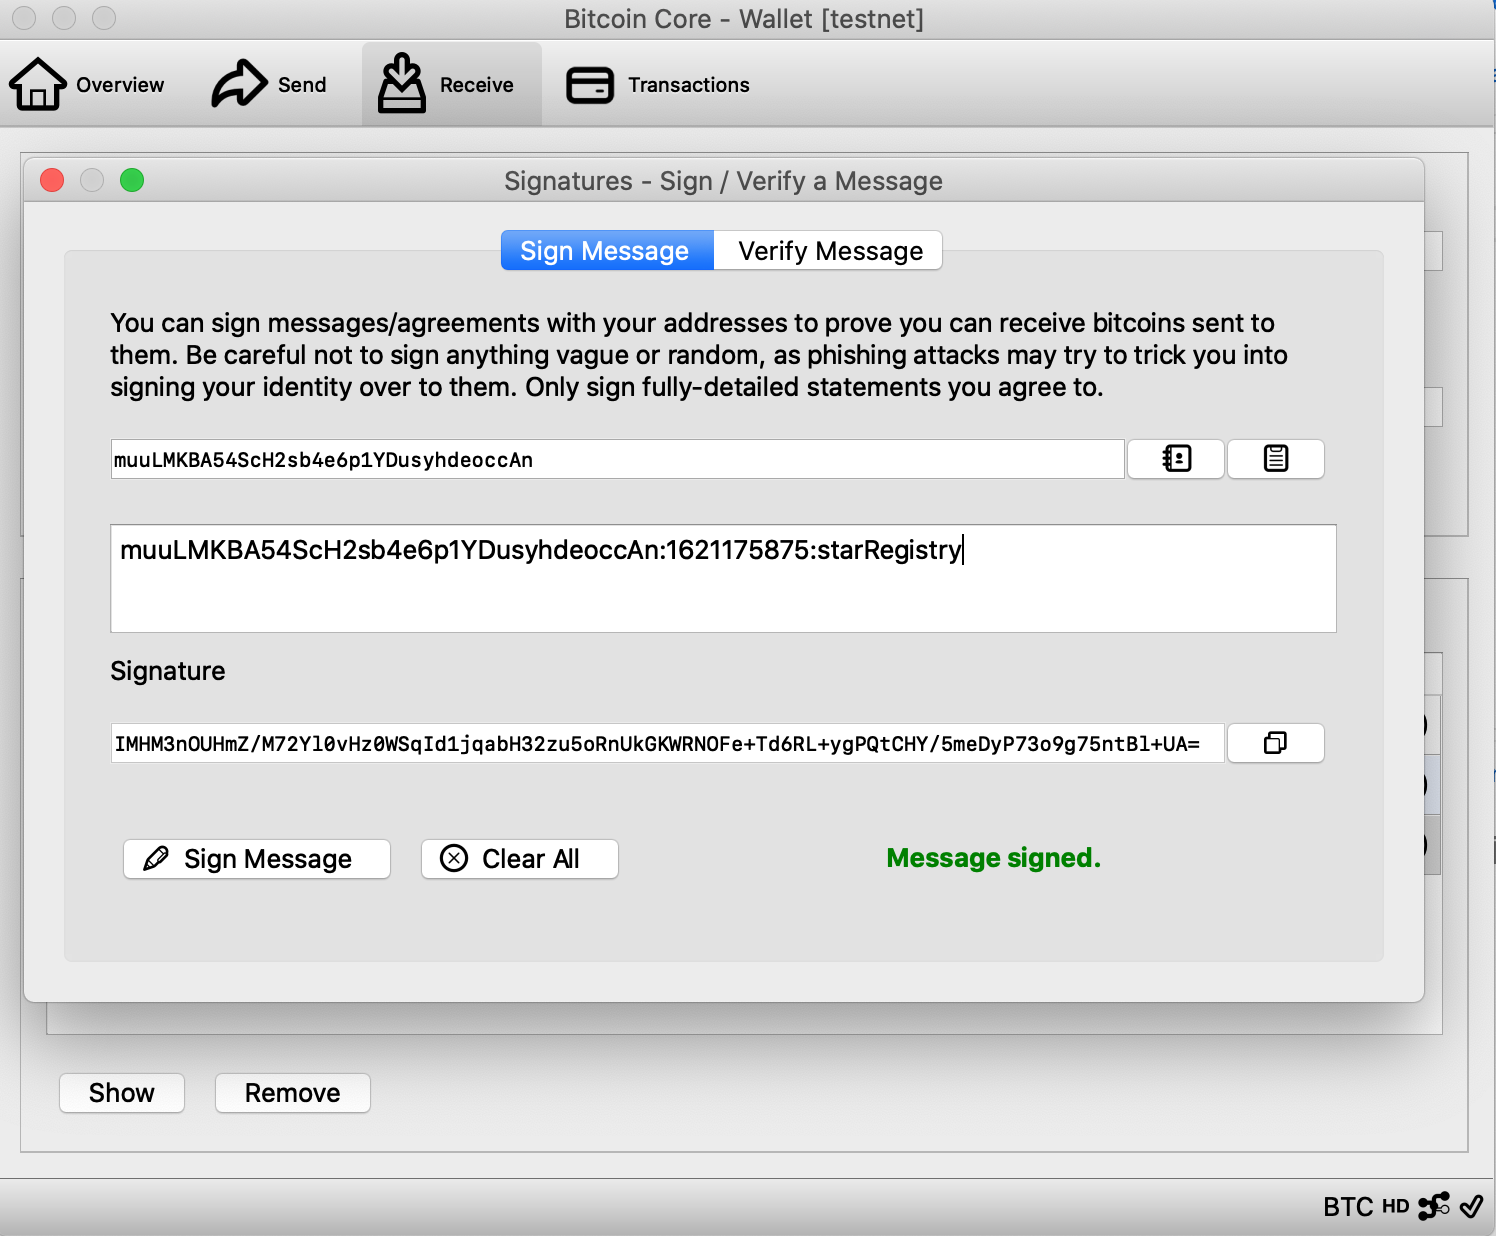 Bitcoin Core - Wallet [testnet]
Overview
Send
Receive
Transactions
Signatures - Sign / Verify a Message
Sign Message
Verify Message
You can sign messages/agreements with your addresses to prove you can receive bitcoins sent to
them. Be careful not to sign anything vague or random, as phishing attacks may try to trick you into
signing your identity over to them. Only sign fully-detailed statements you agree to.
muuLMKBA54ScH2sb4e6p1YDusyhdeoccAn
muuLMKBA54ScH2sb4e6p1YDusyhdeoccAn:1621175875:starRegistry
Signature
IMHM3nOUHmZ/M72Yl0vHz0WSqId1jqabH32zu5oRnUkGKWRNOFe+Td6RL+ygPQtCHY/5meDyP73o9g75ntBl+UA=
Sign Message
Clear All
Message signed.
Show
Remove
BTC HD